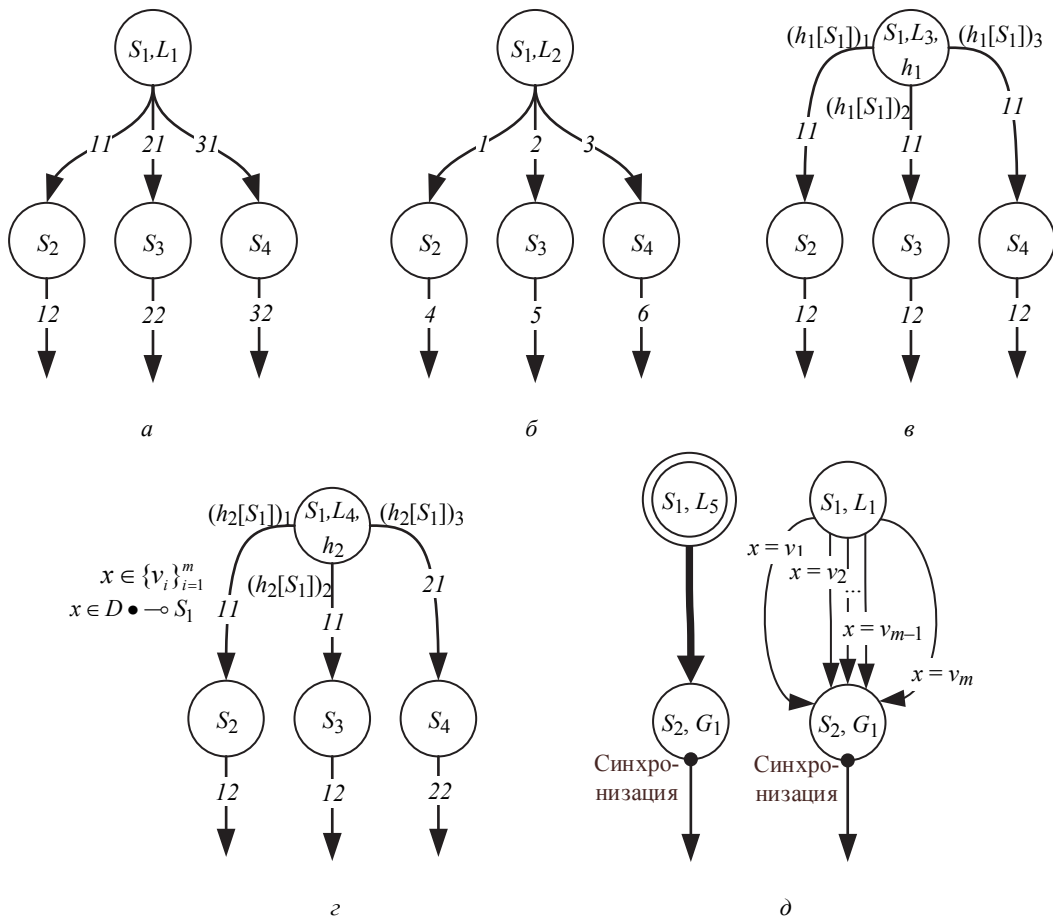 S₁,L₁
11 21 31
S₂ S₃ S₄
12 22 32
а
S₁,L₂
1 2 3
S₂ S₃ S₄
4 5 6
б
(h₁[S₁])₁ S₁,L₃, (h₁[S₁])₃
h₁
(h₁[S₁])₂
11 11 11
S₂ S₃ S₄
12 12 12
в
(h₂[S₁])₁ S₁,L₄, (h₂[S₁])₃
h₂
(h₂[S₁])₂
x ∈ {vᵢ}ᵢ₌₁ᵐ
x ∈ D ● ⊸ S₁
11 11 21
S₂ S₃ S₄
12 12 22
г
S₁, L₅
S₂, G₁
Синхро-
низация
S₁, L₁
x = v₁
x = v₂
...
x = vₘ₋₁
x = vₘ
S₂, G₁
Синхро-
низация
д